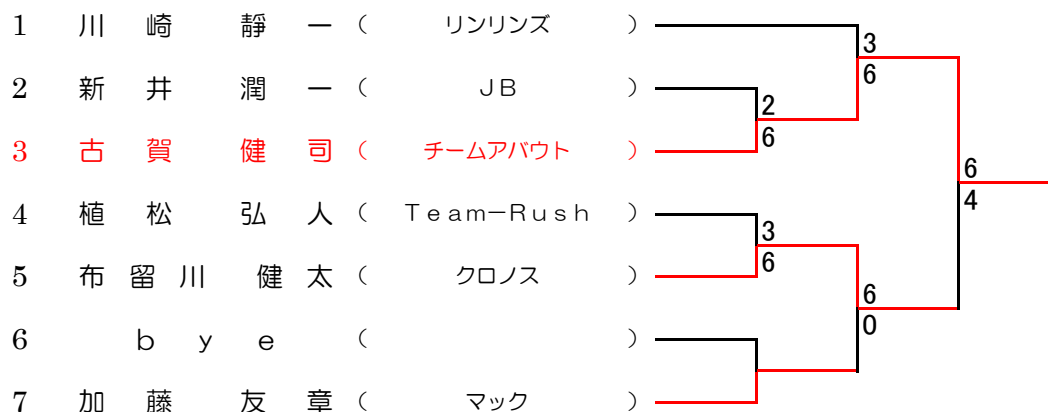 1 川崎 靜一 （ リンリンズ ） 3
6
2 新井 潤一 （ ＪＢ ） 2
6
3 古賀 健司 （ チームアバウト ） 6
4 植松 弘人 （ Ｔｅａｍ－Ｒｕｓｈ ） 4
3
5 布留川 健太 （ クロノス ） 6
6
0
6 ｂｙｅ （ ）
7 加藤 友章 （ マック ）